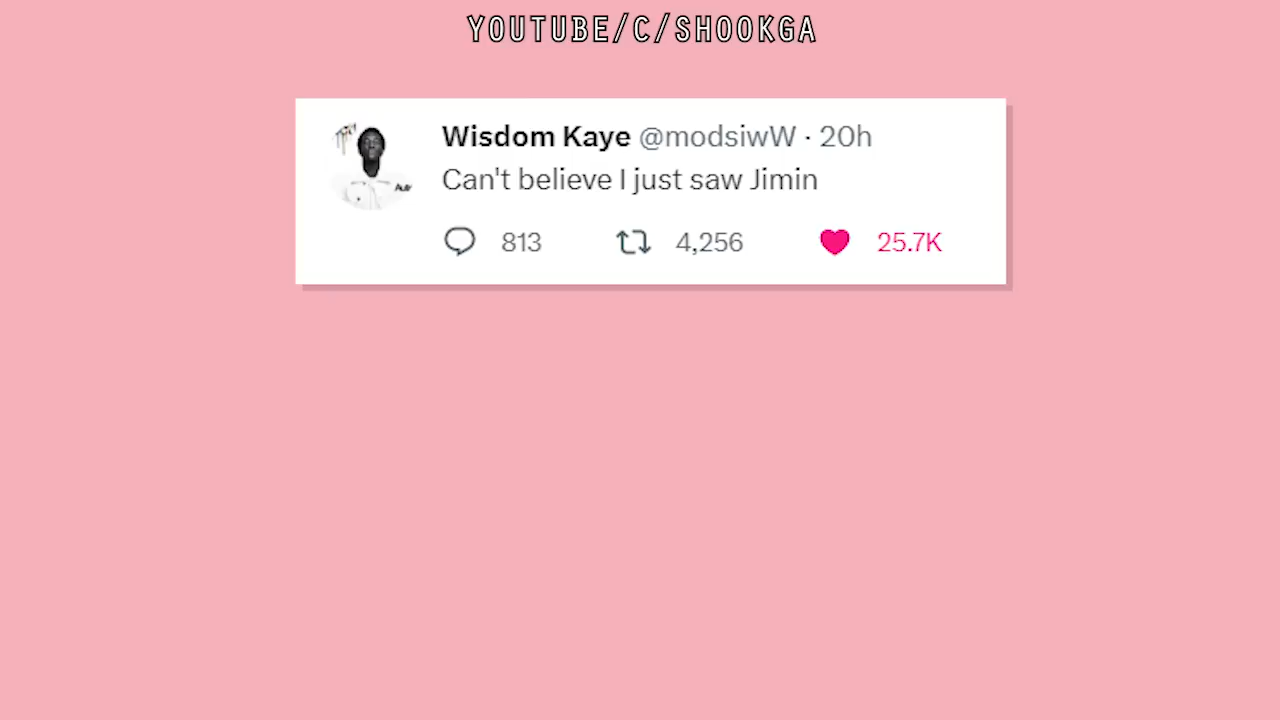 YOUTUBE/C/SHOOKGA
Wisdom Kaye @modsiwW · 20h
Can't believe I just saw Jimin
813 4,256 25.7K